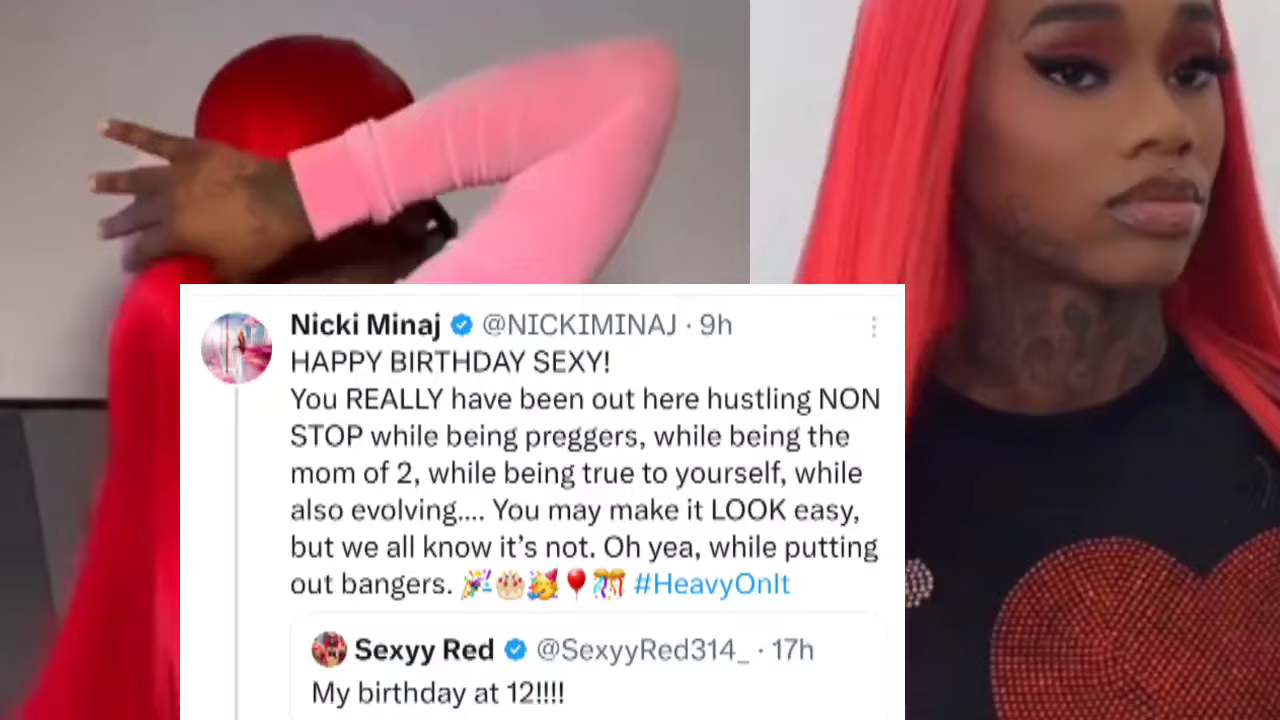 Nicki Minaj @NICKIMINAJ · 9h
HAPPY BIRTHDAY SEXY!
You REALLY have been out here hustling NON
STOP while being preggers, while being the
mom of 2, while being true to yourself, while
also evolving.... You may make it LOOK easy,
but we all know it’s not. Oh yea, while putting
out bangers. 🎉🎂🥳🎈🎊 #HeavyOnIt
Sexyy Red @SexyyRed314_ · 17h
My birthday at 12!!!!